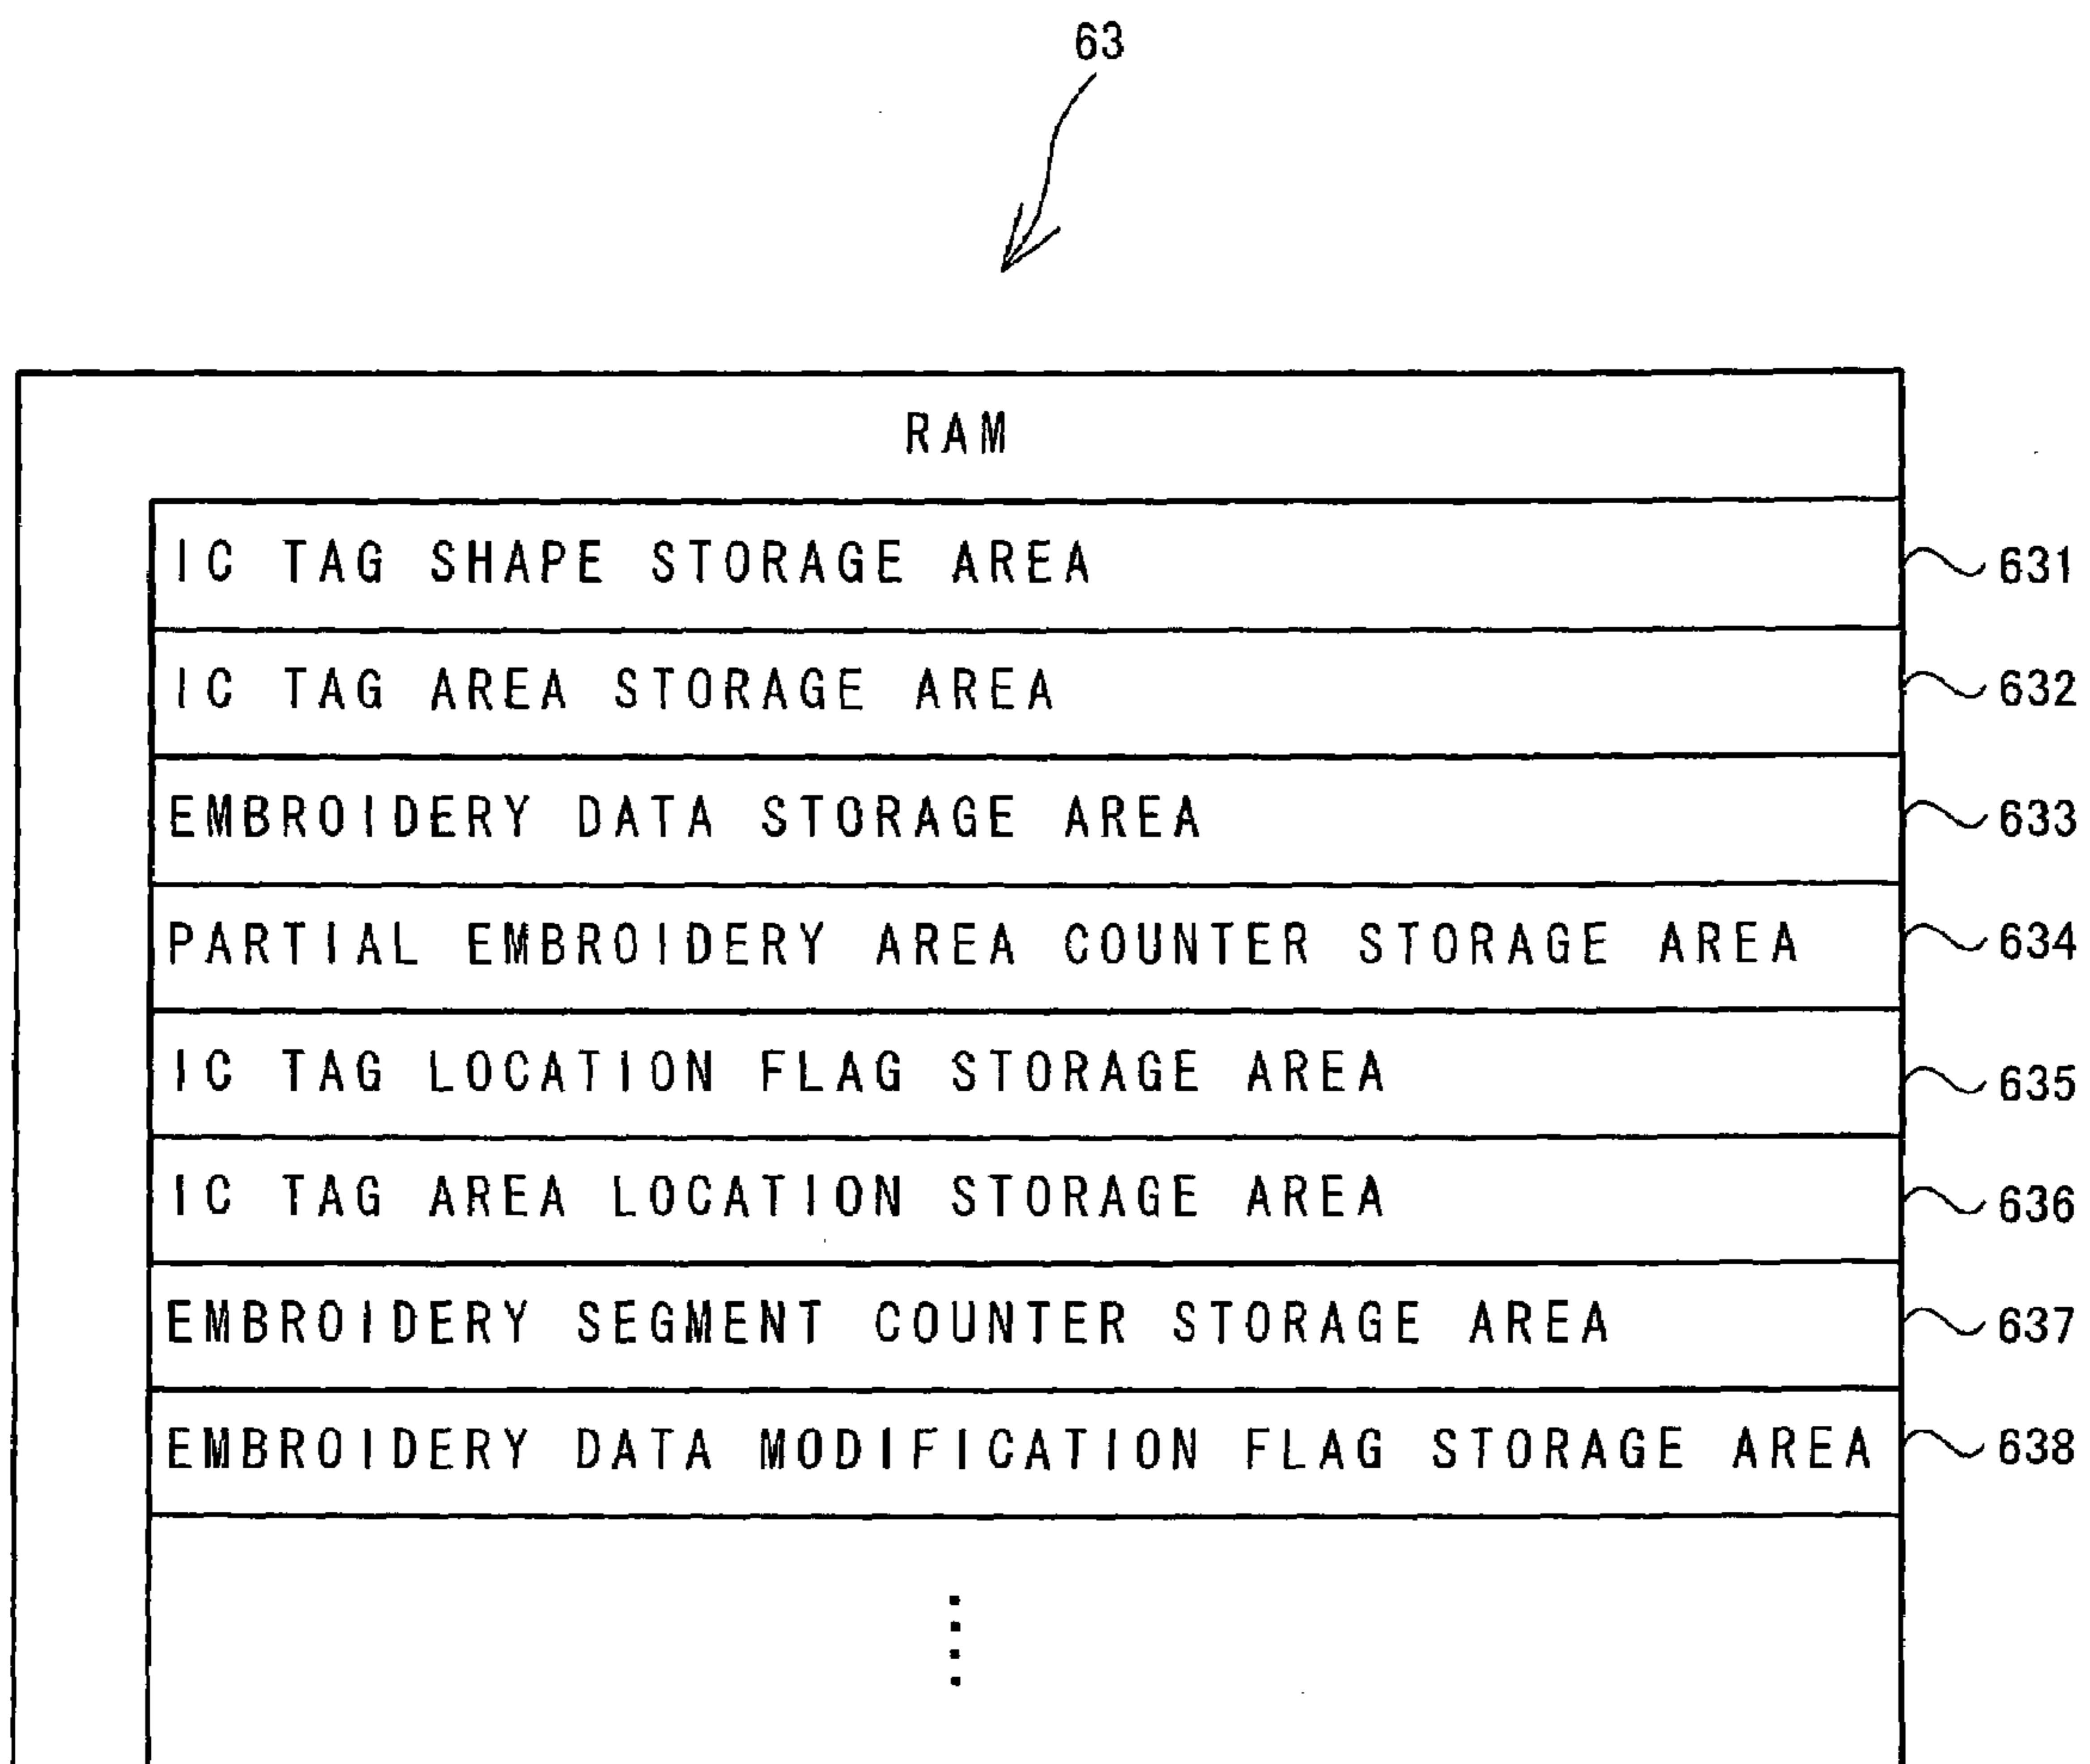 63
RAM
IC TAG SHAPE STORAGE AREA 631
IC TAG AREA STORAGE AREA 632
EMBROIDERY DATA STORAGE AREA 633
PARTIAL EMBROIDERY AREA COUNTER STORAGE AREA 634
IC TAG LOCATION FLAG STORAGE AREA 635
IC TAG AREA LOCATION STORAGE AREA 636
EMBROIDERY SEGMENT COUNTER STORAGE AREA 637
EMBROIDERY DATA MODIFICATION FLAG STORAGE AREA 638